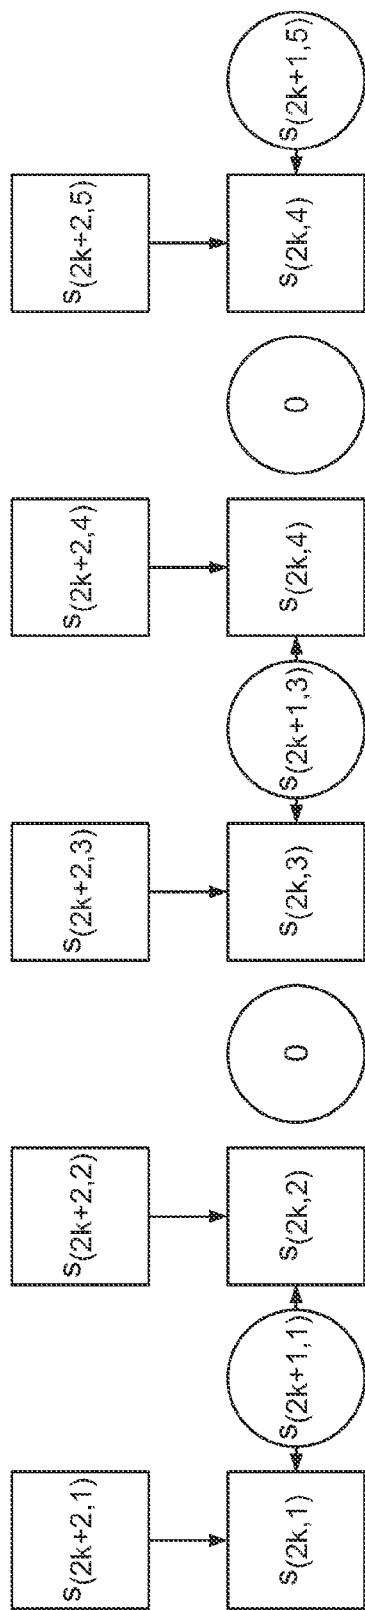 s(2k+2,1)
s(2k+2,2)
s(2k+2,3)
s(2k+2,4)
s(2k+2,5)
s(2k,1)
s(2k+1,1)
s(2k,2)
0
s(2k,3)
s(2k+1,3)
s(2k,4)
0
s(2k,4)
s(2k+1,5)